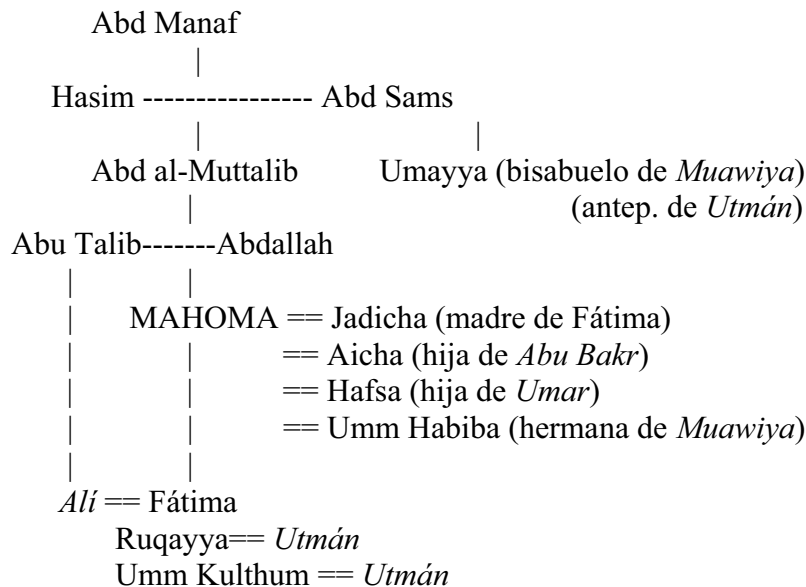 Abd Manaf
|
Hasim ---------------- Abd Sams
| |
Abd al-Muttalib Umayya (bisabuelo de Muawiya)
| (antep. de Utmán)
Abu Talib-------Abdallah
| |
| MAHOMA == Jadicha (madre de Fátima)
| | == Aicha (hija de Abu Bakr)
| | == Hafsa (hija de Umar)
| | == Umm Habiba (hermana de Muawiya)
| |
Alí == Fátima
Ruqayya== Utmán
Umm Kulthum == Utmán